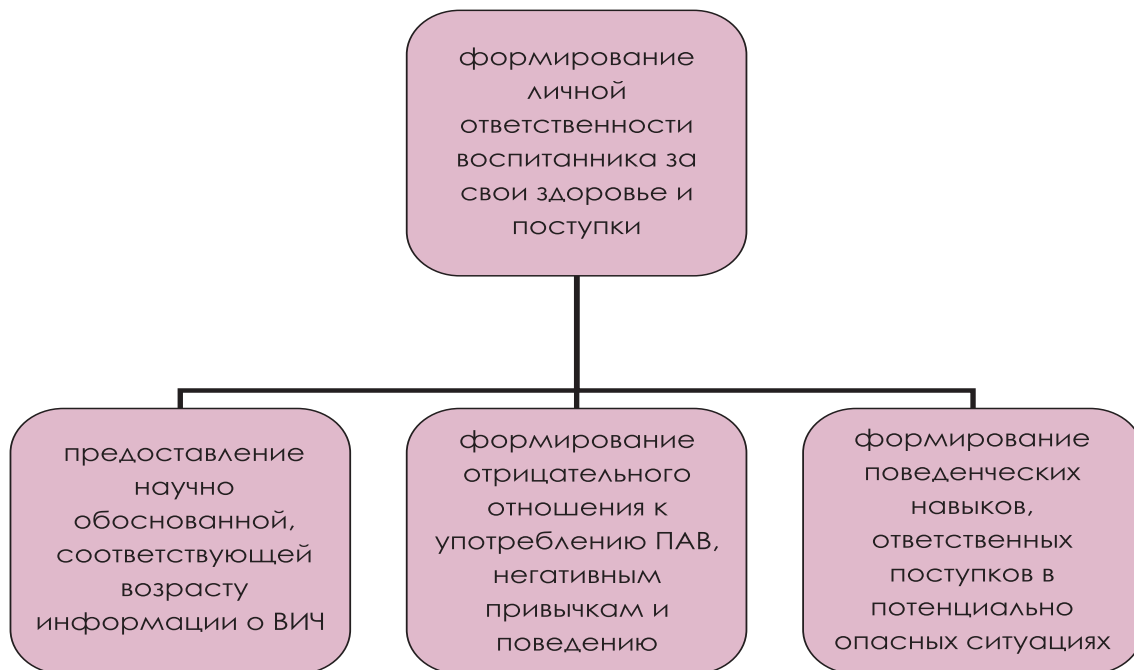 формирование
личной
ответственности
воспитанника за
свои здоровье и
поступки
предоставление
научно
обоснованной,
соответствующей
возрасту
информации о ВИЧ
формирование
отрицательного
отношения к
употреблению ПАВ,
негативным
привычкам и
поведению
формирование
поведенческих
навыков,
ответственных
поступков в
потенциально
опасных ситуациях